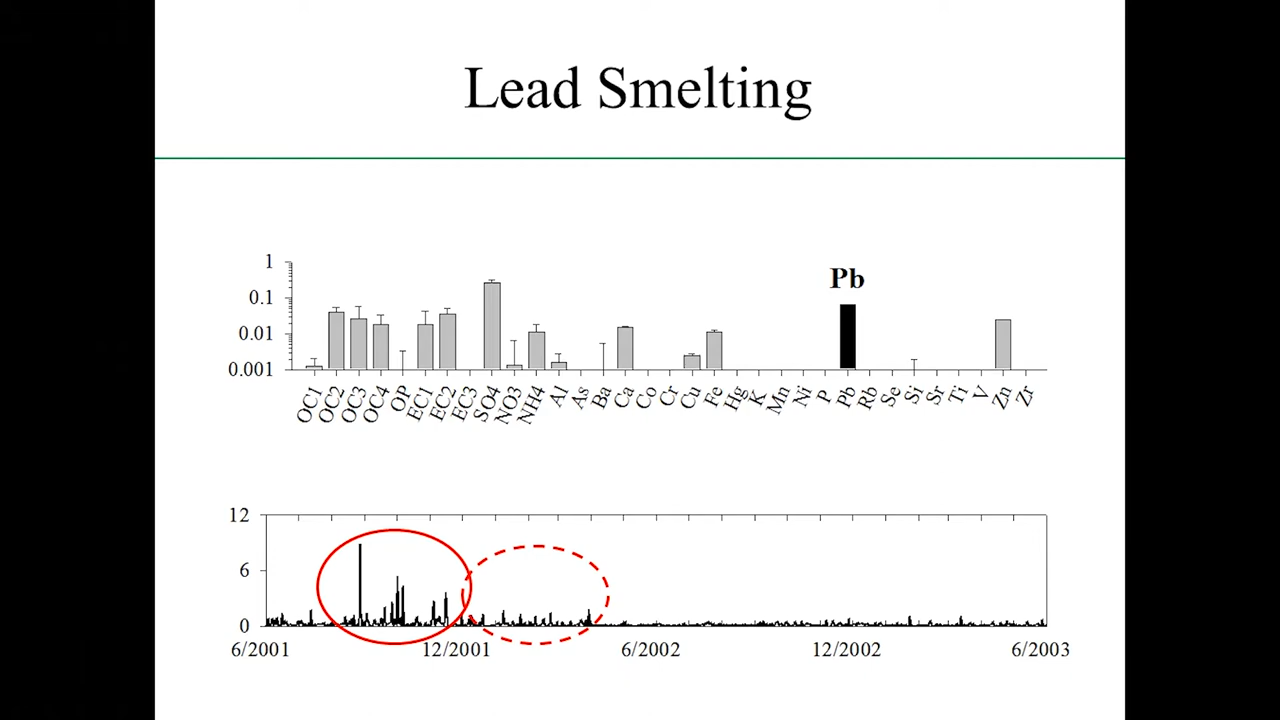 Lead Smelting
1
0.1
0.01
0.001
Pb
OC1 OC2 OC3 OC4 OP EC1 EC2 EC3 SO4 NO3 NH4 Al As Ba Ca Co Cr Cu Fe Hg K Mn Ni P Pb Rb Se Si Sr Ti V Zn Zr
12
6
0
6/2001 12/2001 6/2002 12/2002 6/2003